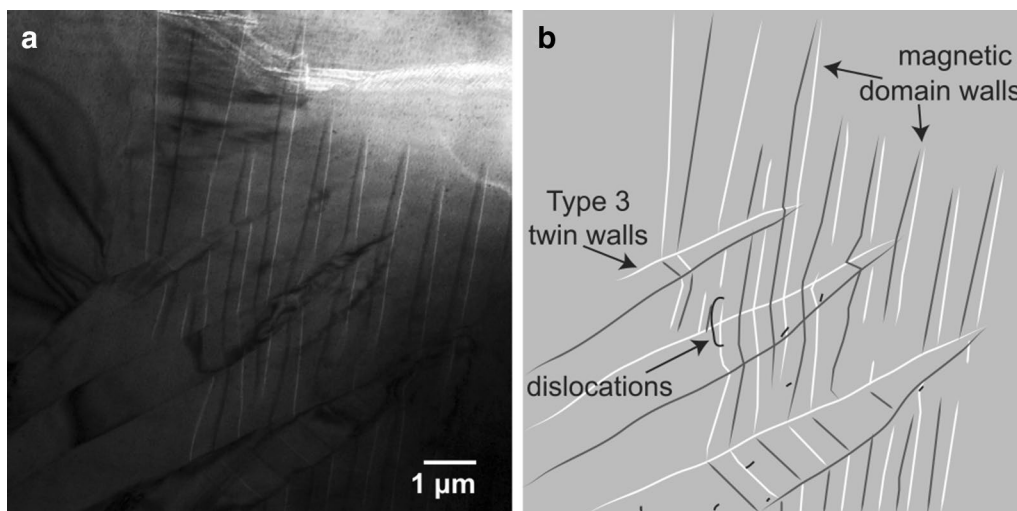 a
1 µm
b
magnetic
domain walls
Type 3
twin walls
dislocations